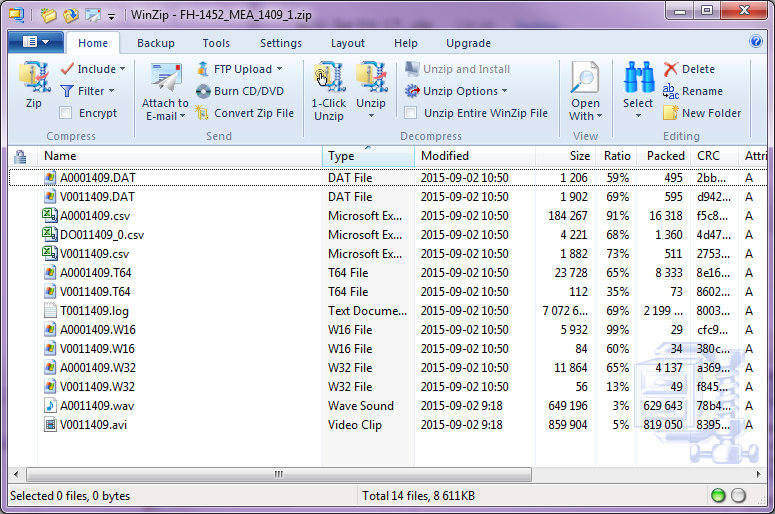 WinZip - FH-1452_MEA_1409_1.zip
Home Backup Tools Settings Layout Help Upgrade
Zip
Include
Filter
Encrypt
Compress
Attach to
E-mail
FTP Upload
Burn CD/DVD
Convert Zip File
Send
1-Click
Unzip
Unzip
Unzip and Install
Unzip Options
Unzip Entire WinZip File
Decompress
Open
With
View
Select
Delete
Rename
New Folder
Editing
Name Type Modified Size Ratio Packed CRC Attri
A0001409.DAT DAT File 2015-09-02 10:50 1 206 59% 495 2bb... A
V0011409.DAT DAT File 2015-09-02 10:50 1 902 69% 595 d942... A
A0001409.csv Microsoft Ex... 2015-09-02 10:50 184 267 91% 16 318 f5c8... A
DO011409_0.csv Microsoft Ex... 2015-09-02 10:50 4 221 68% 1 360 4d47... A
V0011409.csv Microsoft Ex... 2015-09-02 10:50 1 882 73% 511 2753... A
A0001409.T64 T64 File 2015-09-02 10:50 23 728 65% 8 333 8e16... A
V0011409.T64 T64 File 2015-09-02 10:50 112 35% 73 8602... A
T0011409.log Text Docume... 2015-09-02 10:50 7 072 6... 69% 2 199 ... 8003... A
A0001409.W16 W16 File 2015-09-02 10:50 5 932 99% 29 cfc9... A
V0011409.W16 W16 File 2015-09-02 10:50 84 60% 34 380c... A
A0001409.W32 W32 File 2015-09-02 10:50 11 864 65% 4 137 a369... A
V0011409.W32 W32 File 2015-09-02 10:50 56 13% 49 f845... A
A0011409.wav Wave Sound 2015-09-02 9:18 649 196 3% 629 643 78b4... A
V0011409.avi Video Clip 2015-09-02 9:18 859 904 5% 819 050 8395... A
Selected 0 files, 0 bytes
Total 14 files, 8 611KB